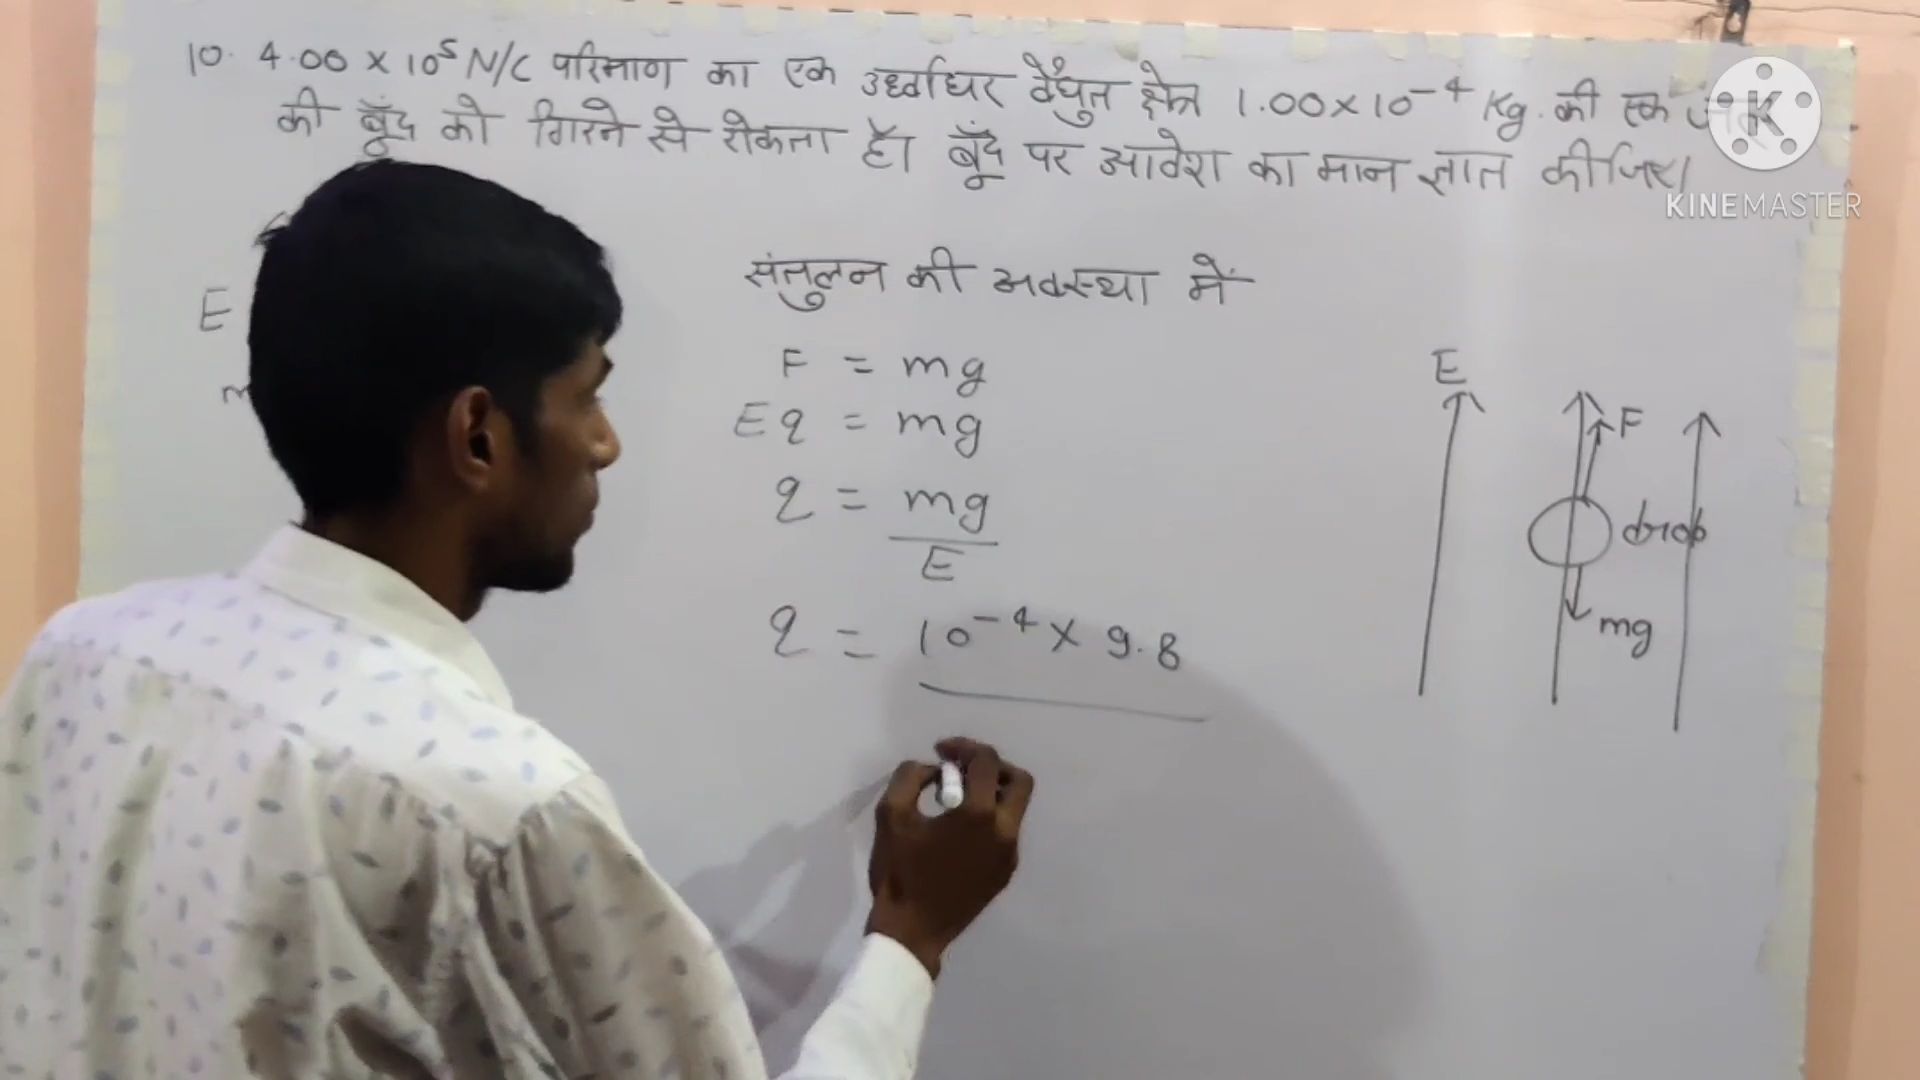 10. 4.00 × 10⁵ N/C परिमाण का एक उर्ध्वाधर वैधुत क्षेत्र 1.00×10⁻⁴ Kg. की एक
की बूँद को गिरने से रोकता है। बूँद पर आवेश का मान ज्ञात कीजिए।
K
KINEMASTER
संतुलन की अवस्था में
E
m
F = mg
Eq = mg
q = mg
E
q = 10⁻⁴ × 9.8
E
F
drop
mg